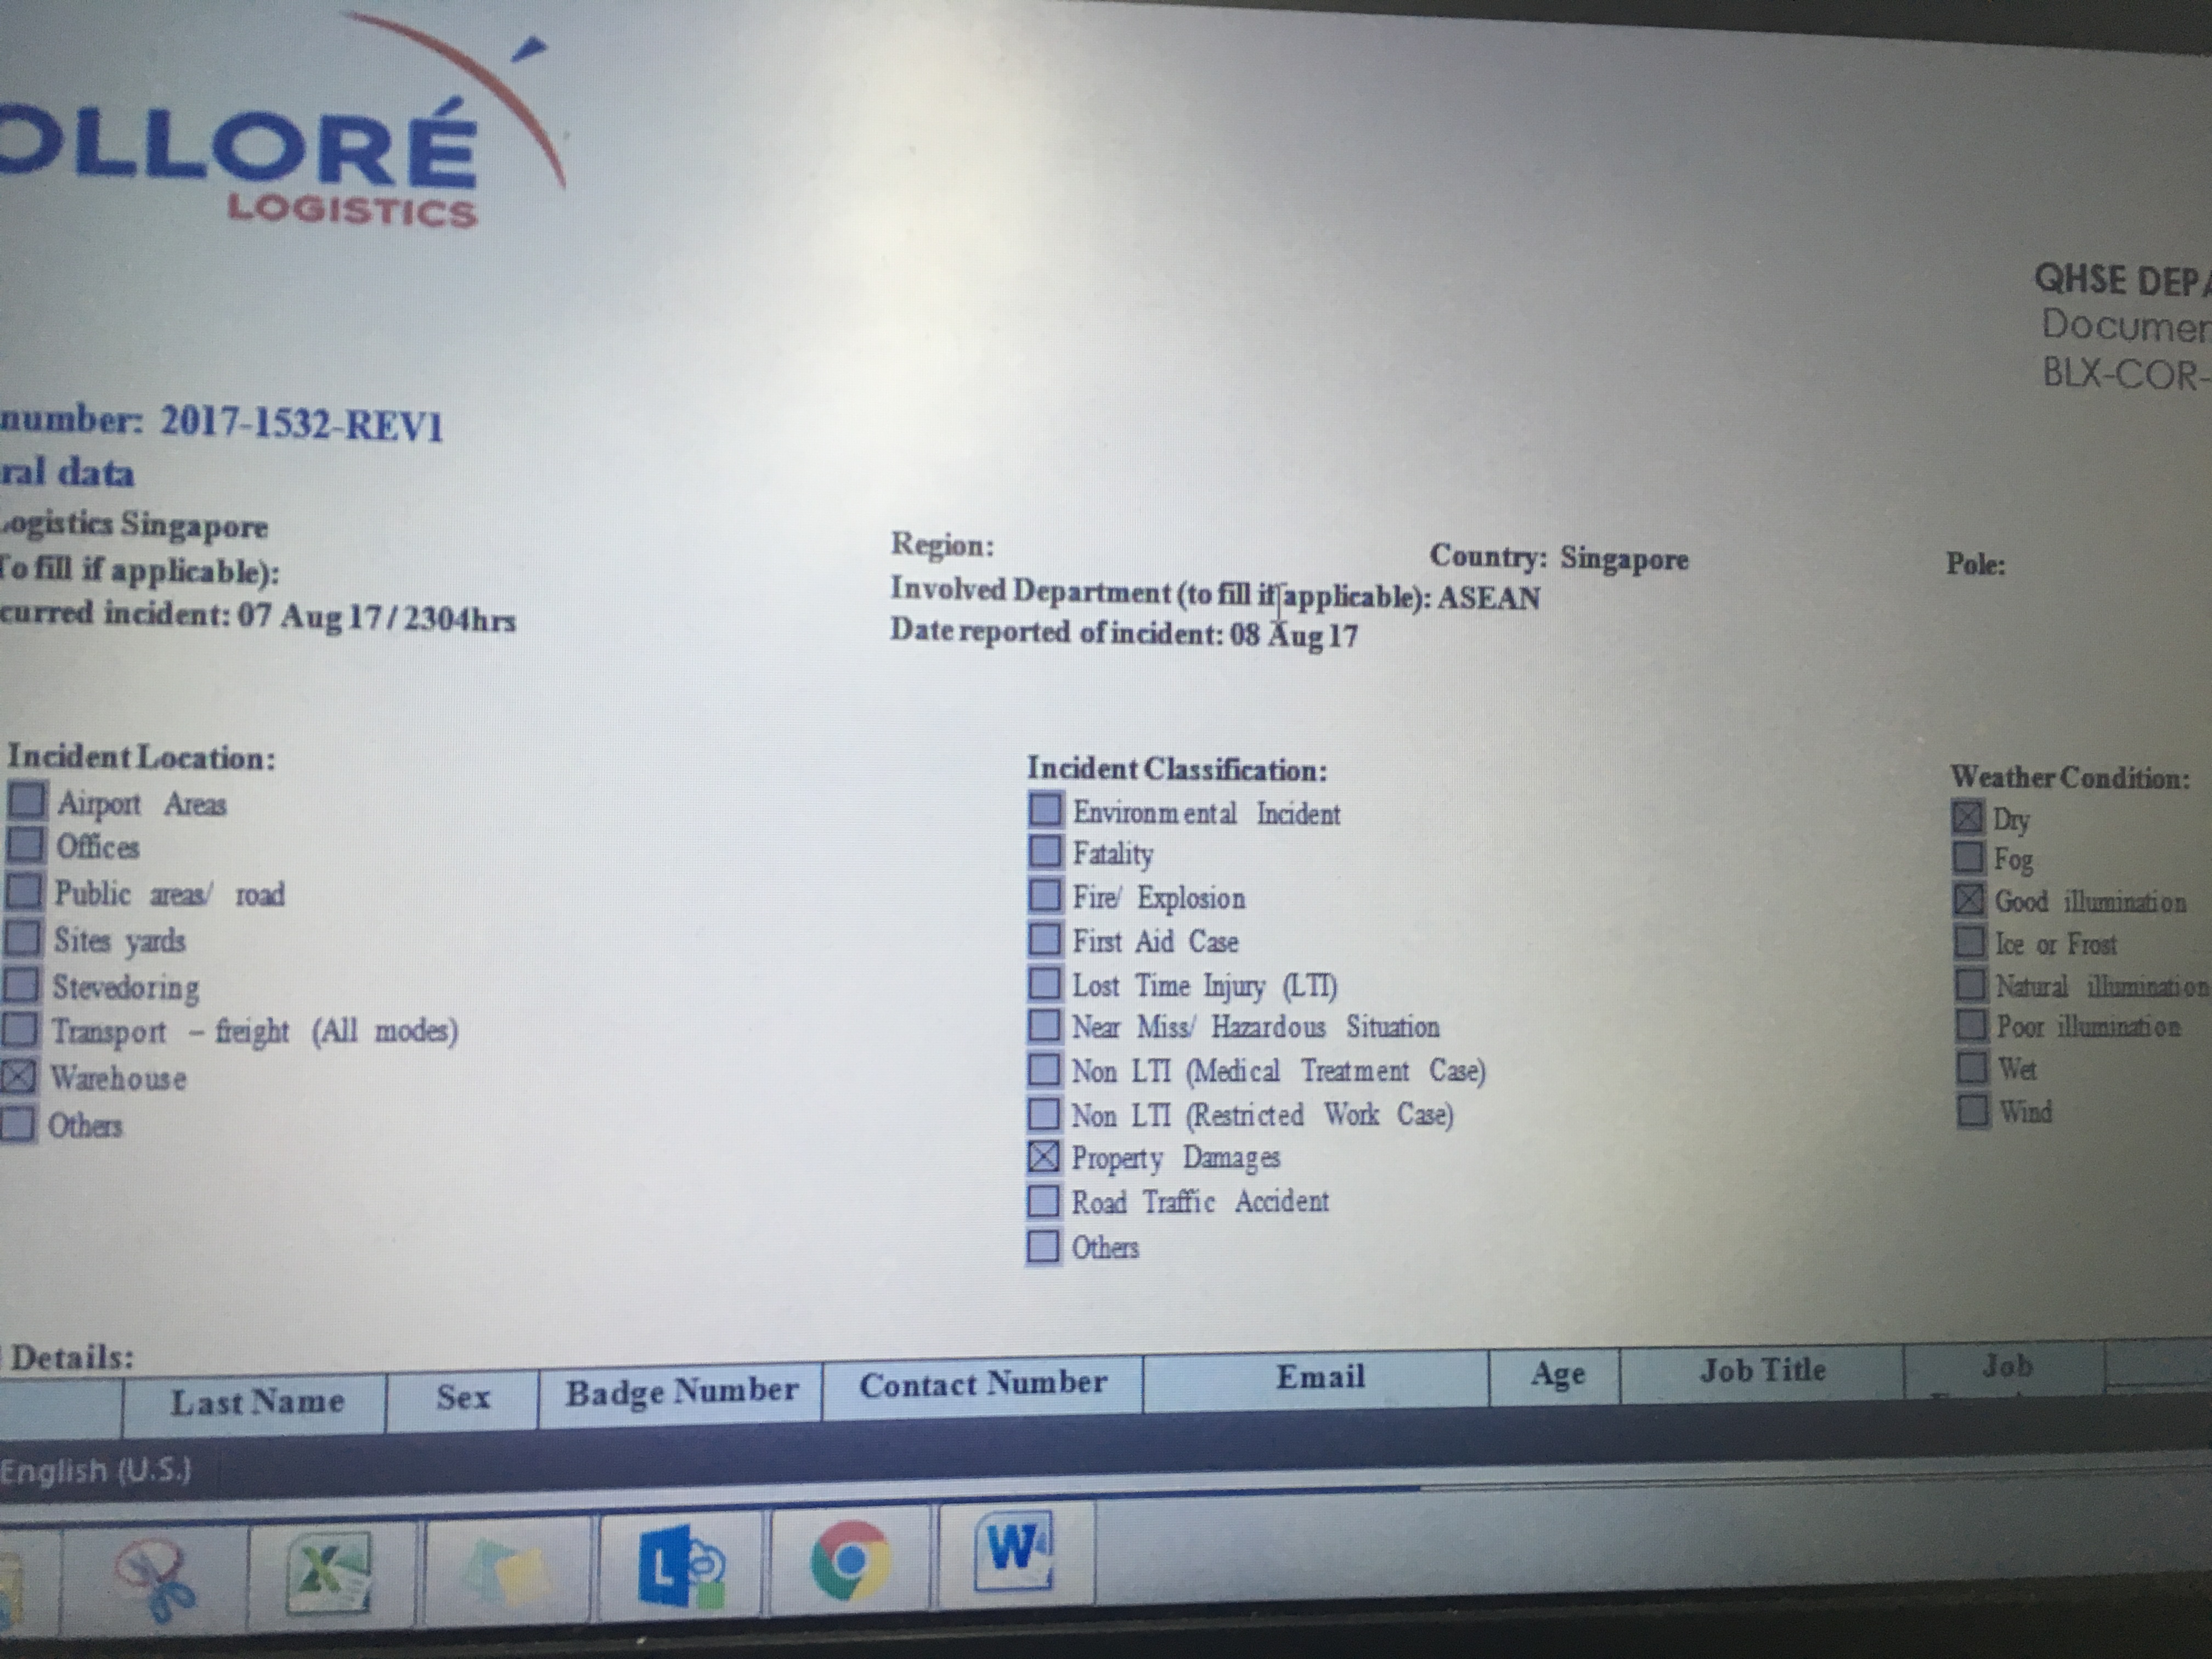 OLLORÉ
LOGISTICS
QHSE DEPA
Documen
BLX-COR-
number: 2017-1532-REV1
ral data
Logistics Singapore
Region:
Country: Singapore
Pole:
To fill if applicable):
Involved Department (to fill if applicable): ASEAN
curred incident: 07 Aug 17 / 2304hrs
Date reported of incident: 08 Aug 17
Incident Location:
Airport Areas
Offices
Public areas/ road
Sites yards
Stevedoring
Transport – freight (All modes)
Warehouse
Others
Incident Classification:
Environmental Incident
Fatality
Fire/ Explosion
First Aid Case
Lost Time Injury (LTI)
Near Miss/ Hazardous Situation
Non LTI (Medical Treatment Case)
Non LTI (Restricted Work Case)
Property Damages
Road Traffic Accident
Others
Weather Condition:
Dry
Fog
Good illumination
Ice or Frost
Natural illumination
Poor illumination
Wet
Wind
Details:
Last Name
Sex
Badge Number
Contact Number
Email
Age
Job Title
Job
English (U.S.)